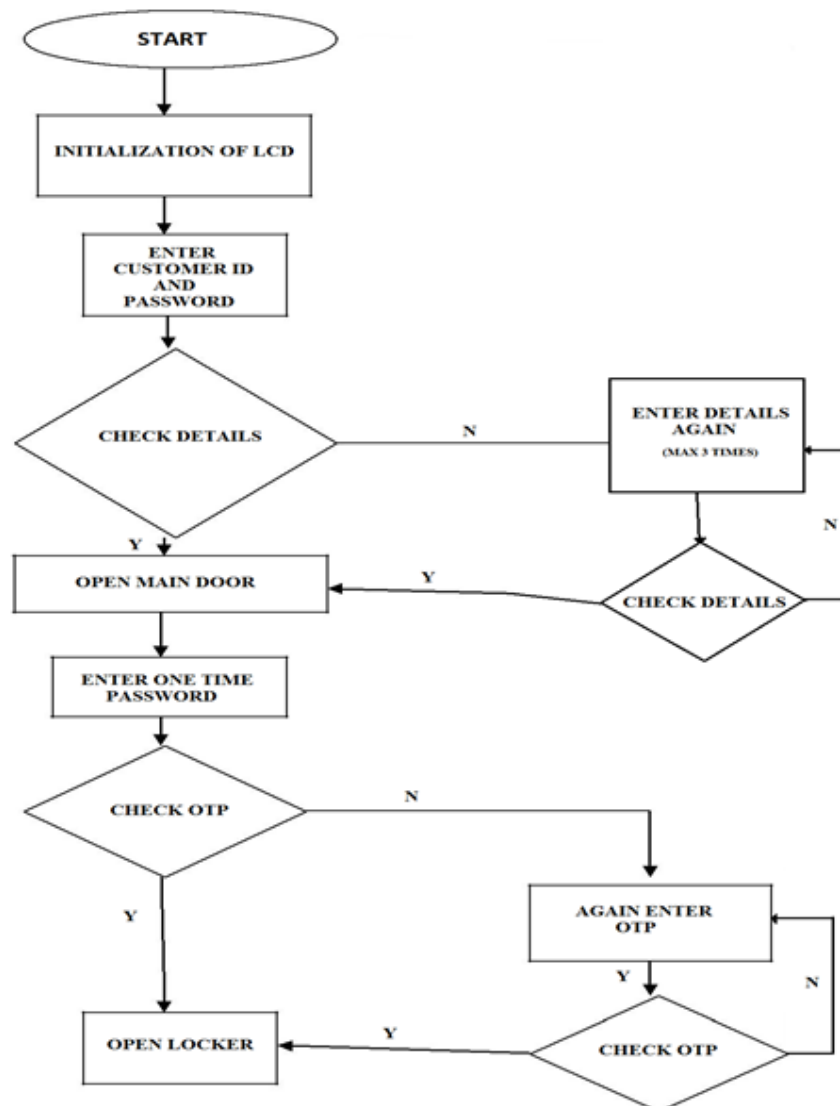 START
INITIALIZATION OF LCD
ENTER
CUSTOMER ID
AND
PASSWORD
CHECK DETAILS
N
ENTER DETAILS
AGAIN
(MAX 3 TIMES)
N
Y
OPEN MAIN DOOR
Y
CHECK DETAILS
ENTER ONE TIME
PASSWORD
CHECK OTP
N
Y
AGAIN ENTER
OTP
Y
N
OPEN LOCKER
Y
CHECK OTP